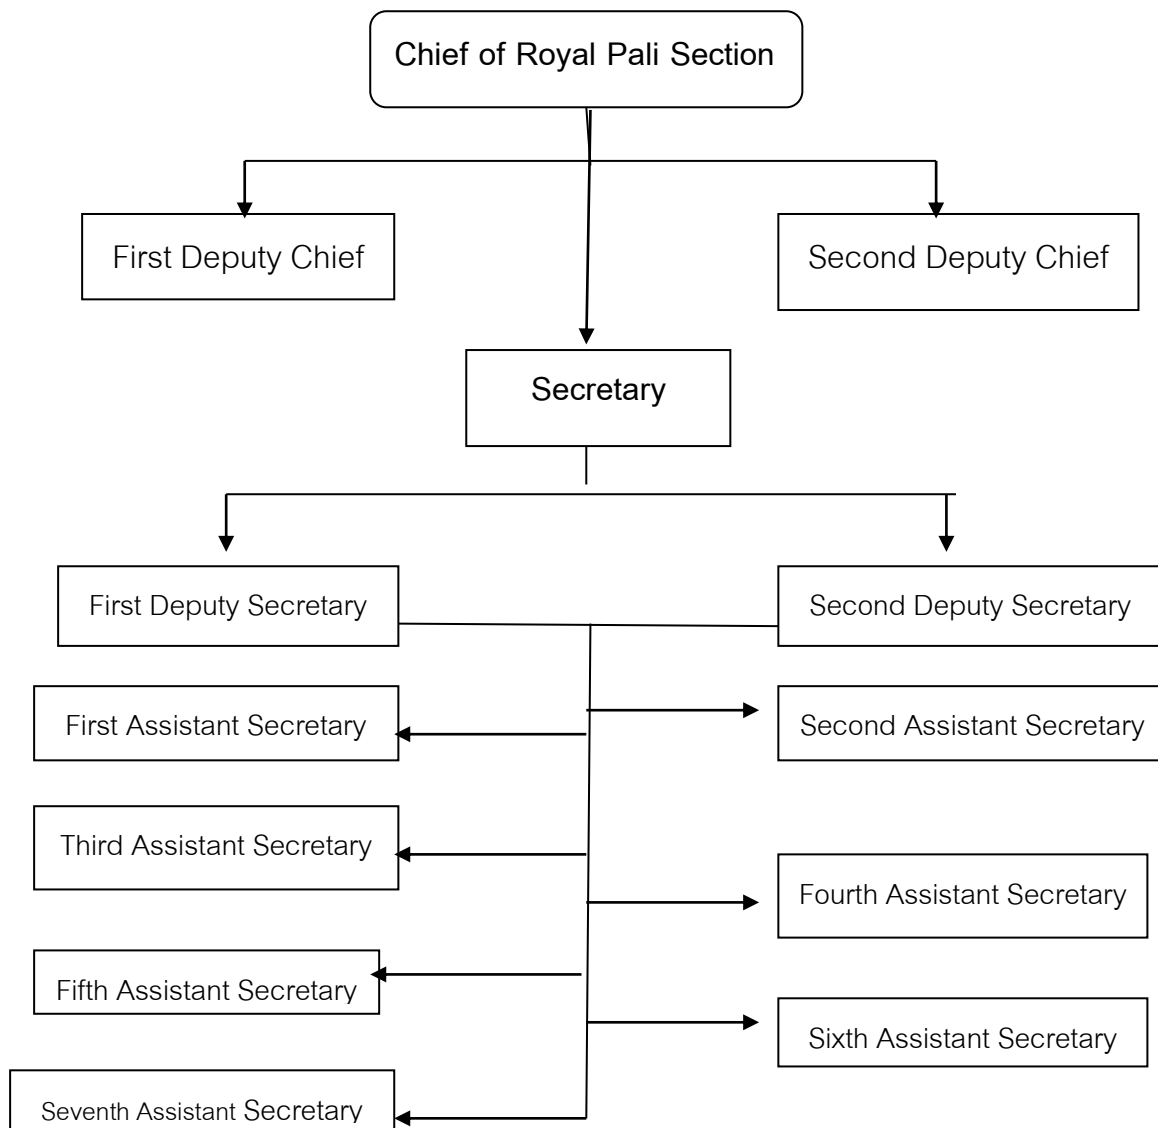 Chief of Royal Pali Section
First Deputy Chief
Second Deputy Chief
Secretary
First Deputy Secretary
Second Deputy Secretary
First Assistant Secretary
Second Assistant Secretary
Third Assistant Secretary
Fourth Assistant Secretary
Fifth Assistant Secretary
Sixth Assistant Secretary
Seventh Assistant Secretary